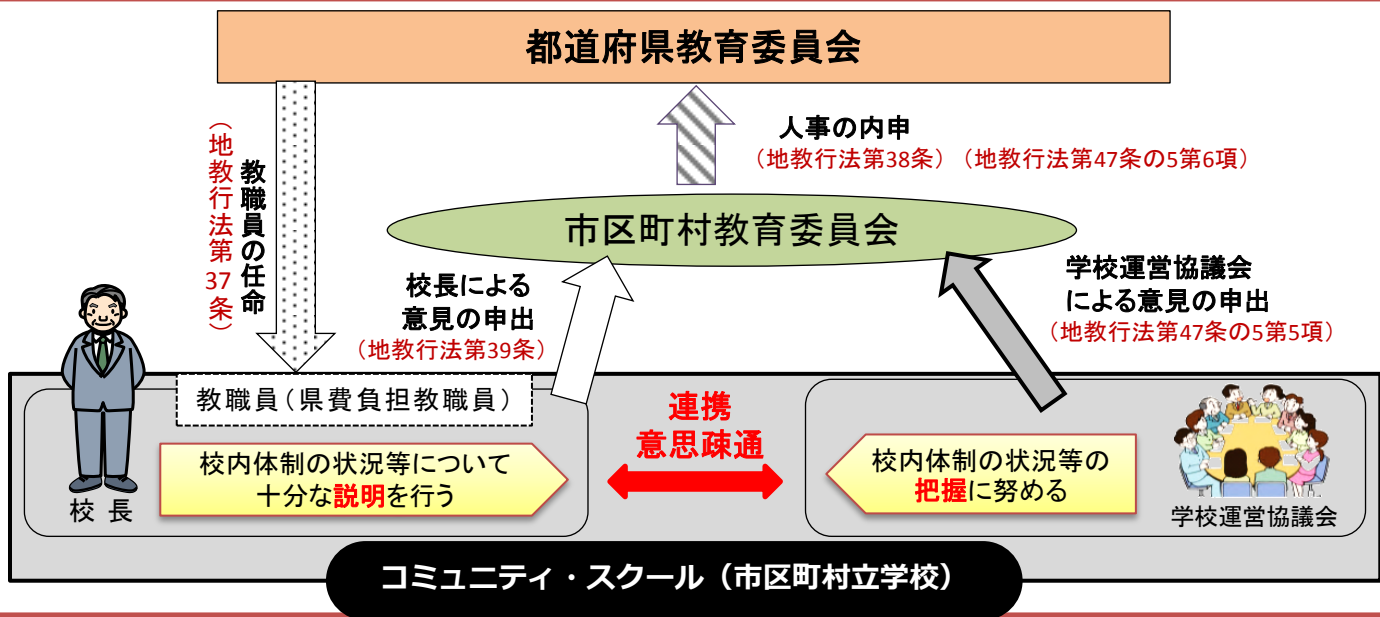 都道府県教育委員会
人事の内申
（地教行法第38条）（地教行法第47条の5第6項）
教職員の任命
（地教行法第37条）
市区町村教育委員会
校長による
意見の申出
（地教行法第39条）
学校運営協議会
による意見の申出
（地教行法第47条の5第5項）
教職員（県費負担教職員）
校内体制の状況等について
十分な説明を行う
校長
連携
意思疎通
校内体制の状況等の
把握に努める
学校運営協議会
コミュニティ・スクール（市区町村立学校）